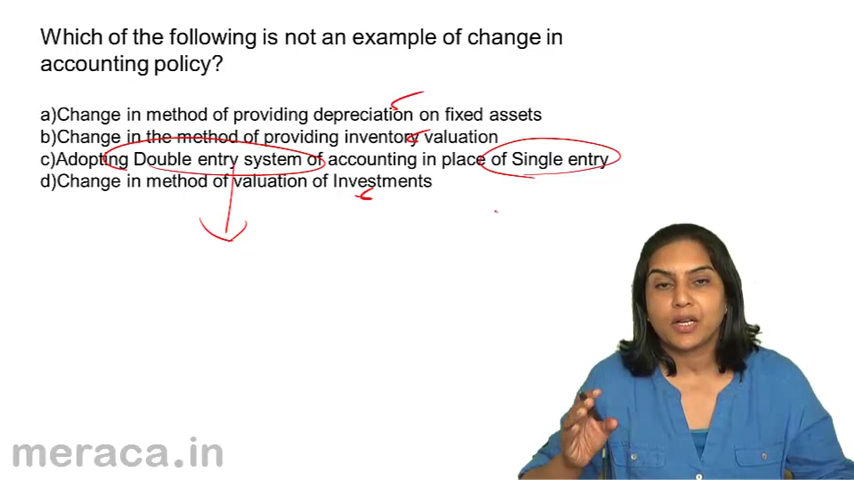 Which of the following is not an example of change in
accounting policy?
a)Change in method of providing depreciation on fixed assets
b)Change in the method of providing inventory valuation
c)Adopting Double entry system of accounting in place of Single entry
d)Change in method of valuation of Investments
meraca.in